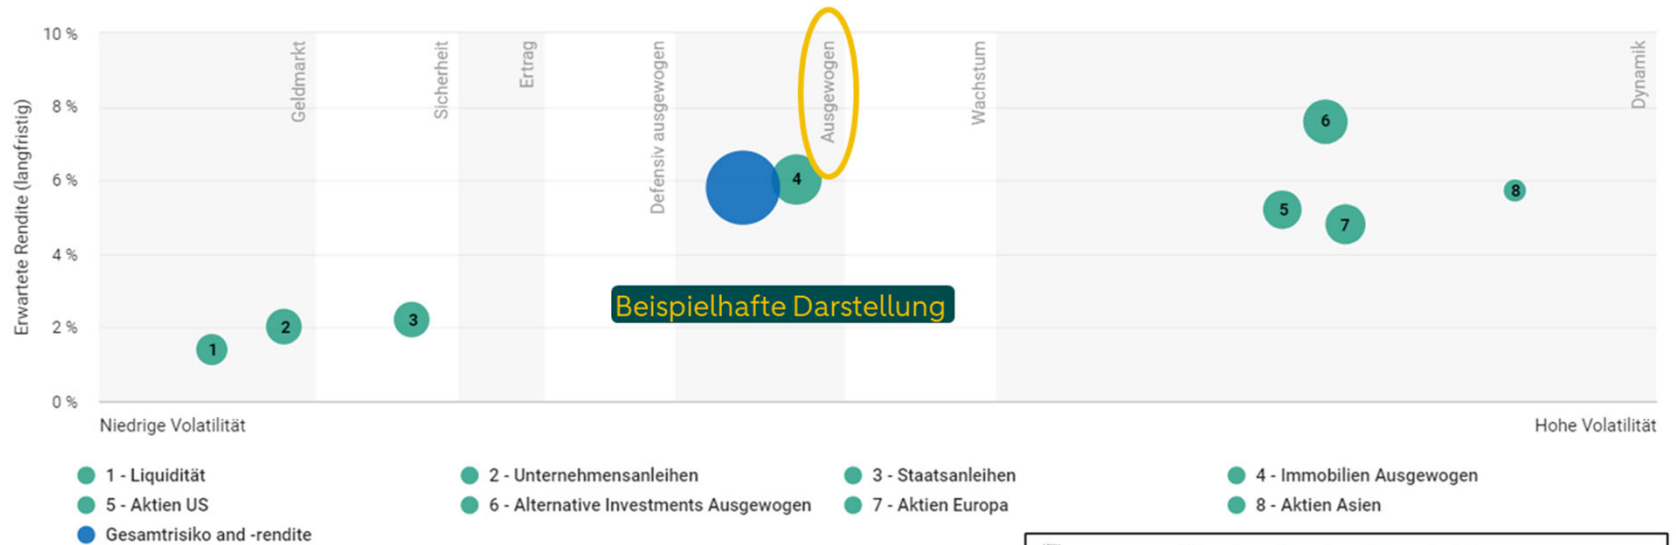 10 %
8 %
6 %
4 %
2 %
0 %
Erwartete Rendite (langfristig)
Geldmarkt
Sicherheit
Ertrag
Defensiv ausgewogen
Ausgewogen
Wachstum
Dynamik
6
4
8
5
7
Beispielhafte Darstellung
3
2
1
Niedrige Volatilität
Hohe Volatilität
1 - Liquidität
2 - Unternehmensanleihen
3 - Staatsanleihen
4 - Immobilien Ausgewogen
5 - Aktien US
6 - Alternative Investments Ausgewogen
7 - Aktien Europa
8 - Aktien Asien
Gesamtrisiko and -rendite